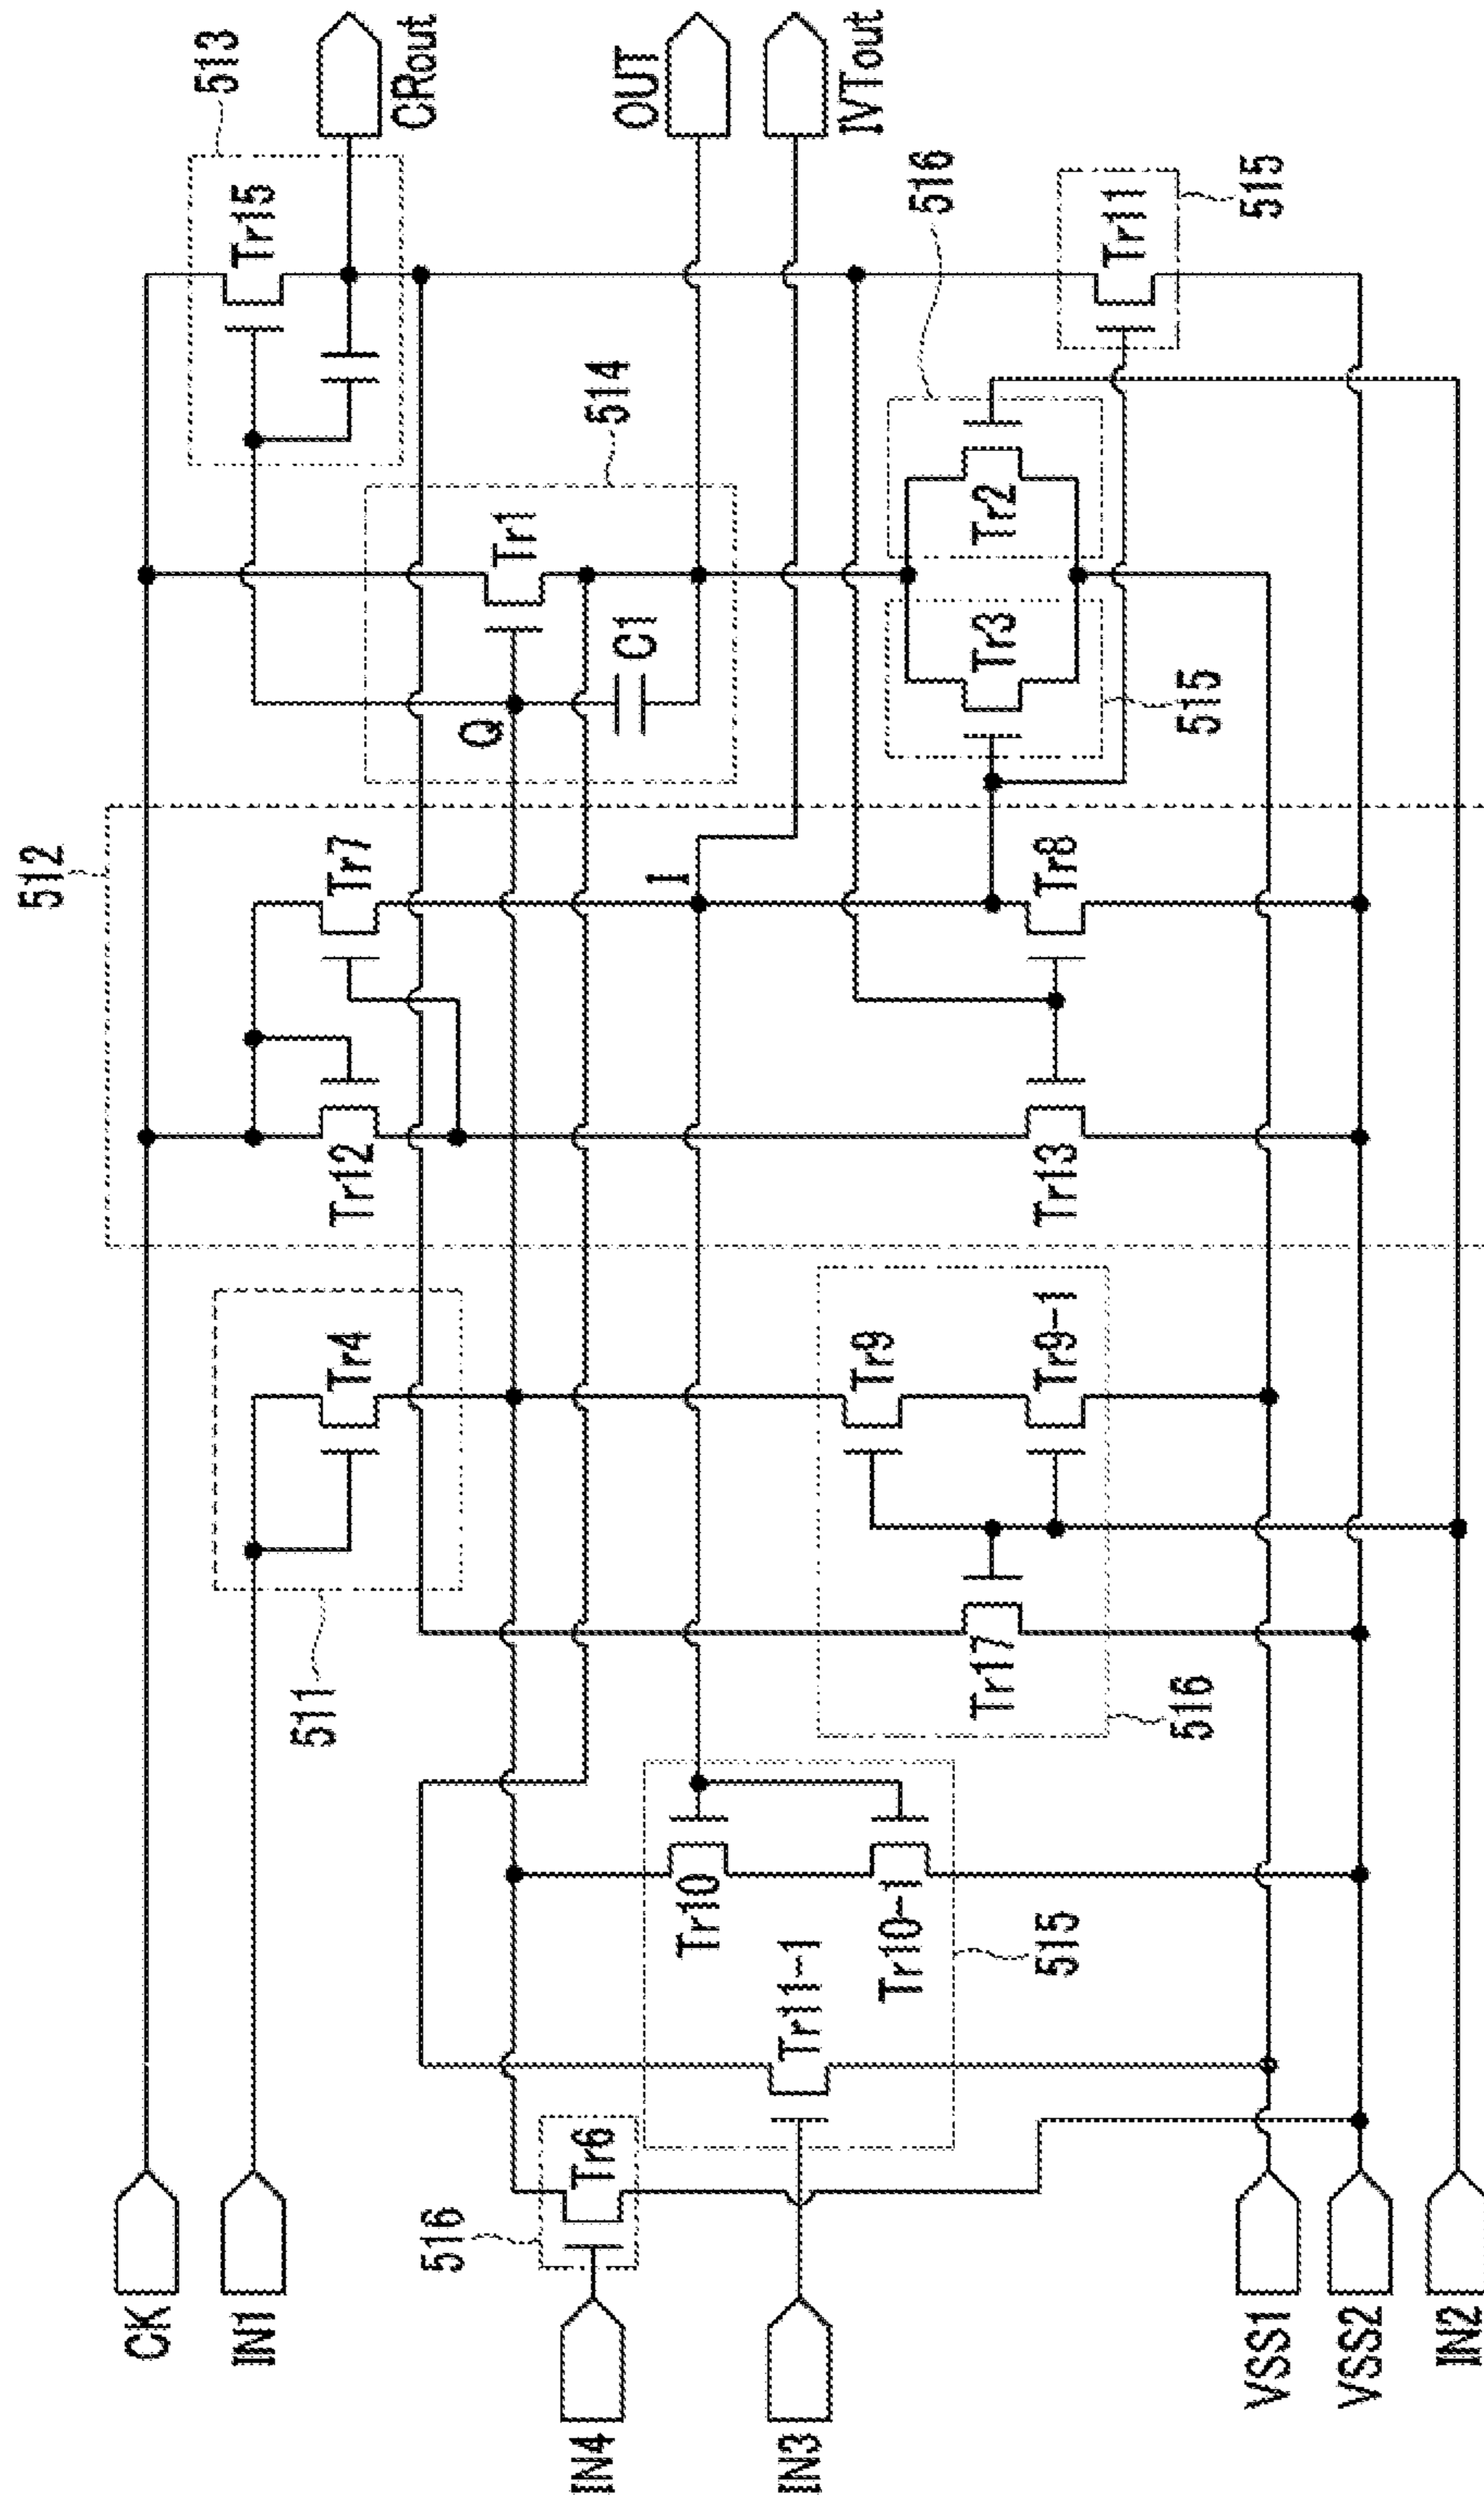 CK
IN1
IN4
IN3
VSS1
VSS2
IN2
516
Tr6
Tr11-1
Tr10
Tr10-1
515
511
Tr4
Tr17
Tr9
Tr9-1
516
512
Tr12
Tr7
Tr13
Tr8
I
Q
C1
Tr1
514
Tr3
515
Tr2
516
Tr15
513
Tr11
515
CRout
OUT
IVTout